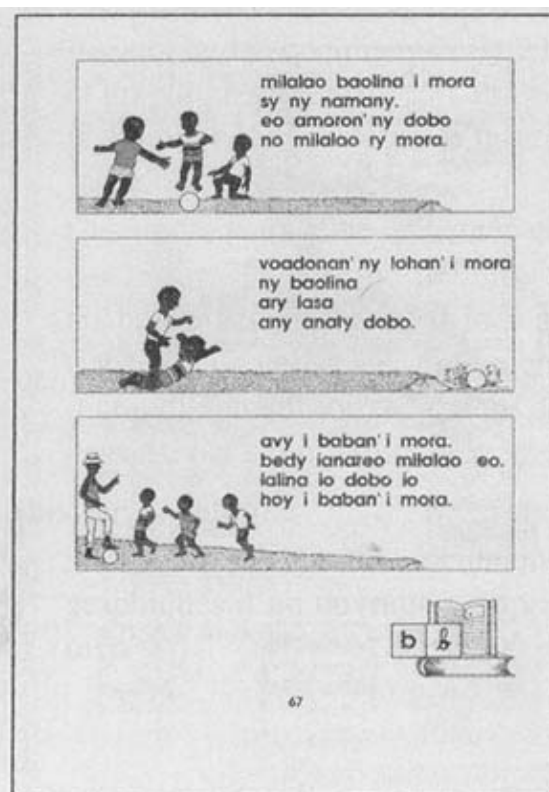 milalao baolina i mora
sy ny namany.
eo amoron' ny dobo
no milalao ry mora.
voadonan' ny lohan' i mora
ny baolina
ary lasa
any anaty dobo.
avy i baban' i mora.
bedy ianareo milalao eo.
lalina io dobo io
hoy i baban' i mora.
b b
67